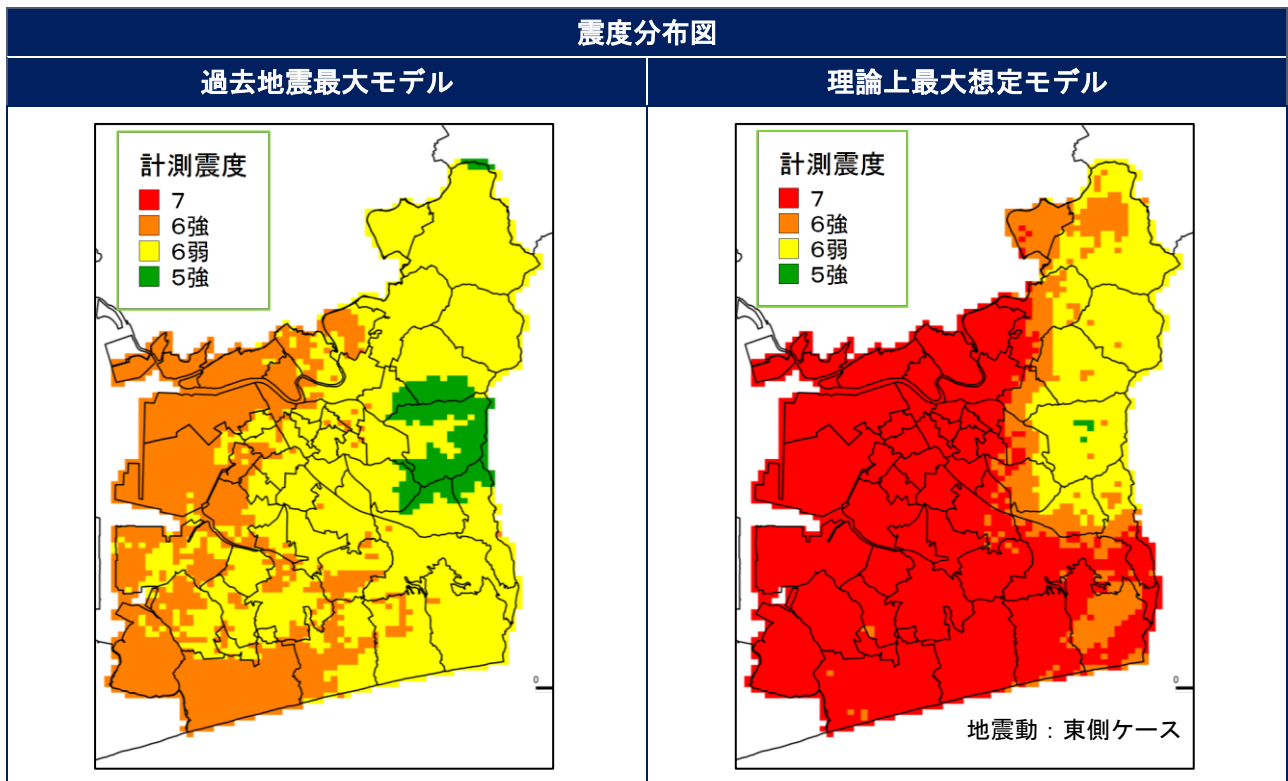 震度分布図
過去地震最大モデル
理論上最大想定モデル
計測震度
7
6強
6弱
5強
0
計測震度
7
6強
6弱
5強
0
地震動：東側ケース